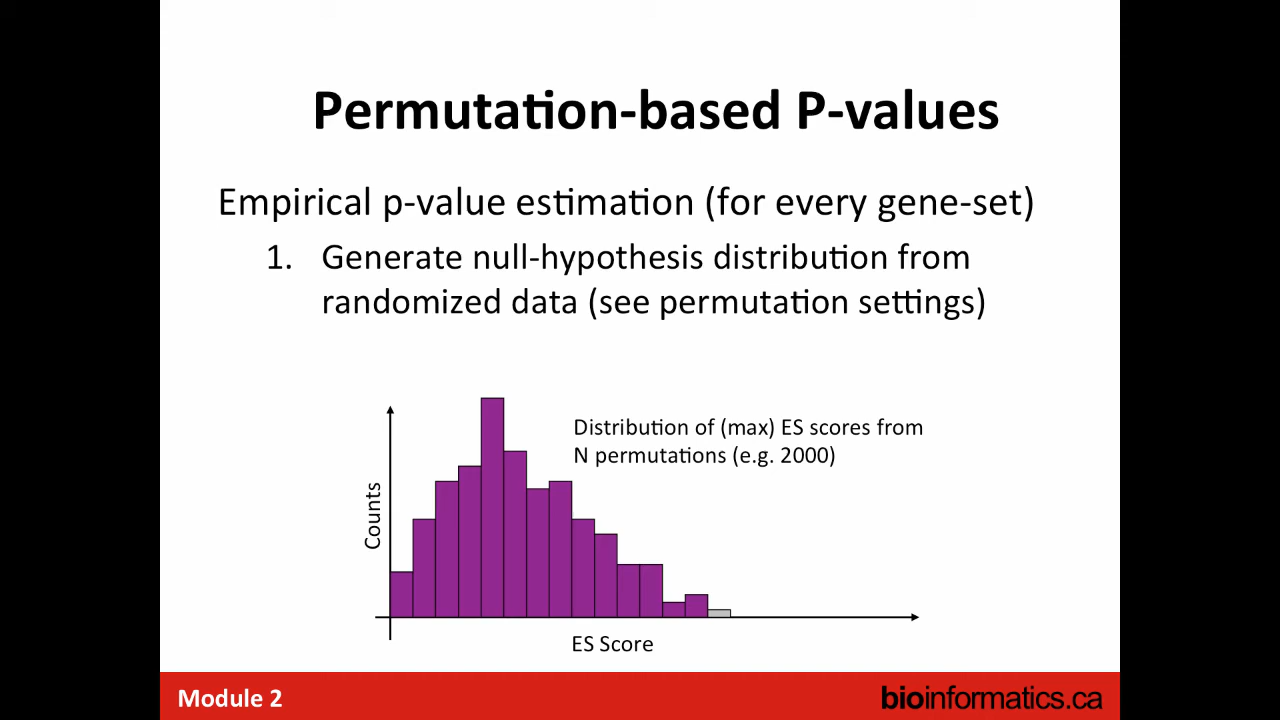 Permutation-based P-values
Empirical p-value estimation (for every gene-set)
1. Generate null-hypothesis distribution from
randomized data (see permutation settings)
Distribution of (max) ES scores from
N permutations (e.g. 2000)
Counts
ES Score
Module 2
bioinformatics.ca